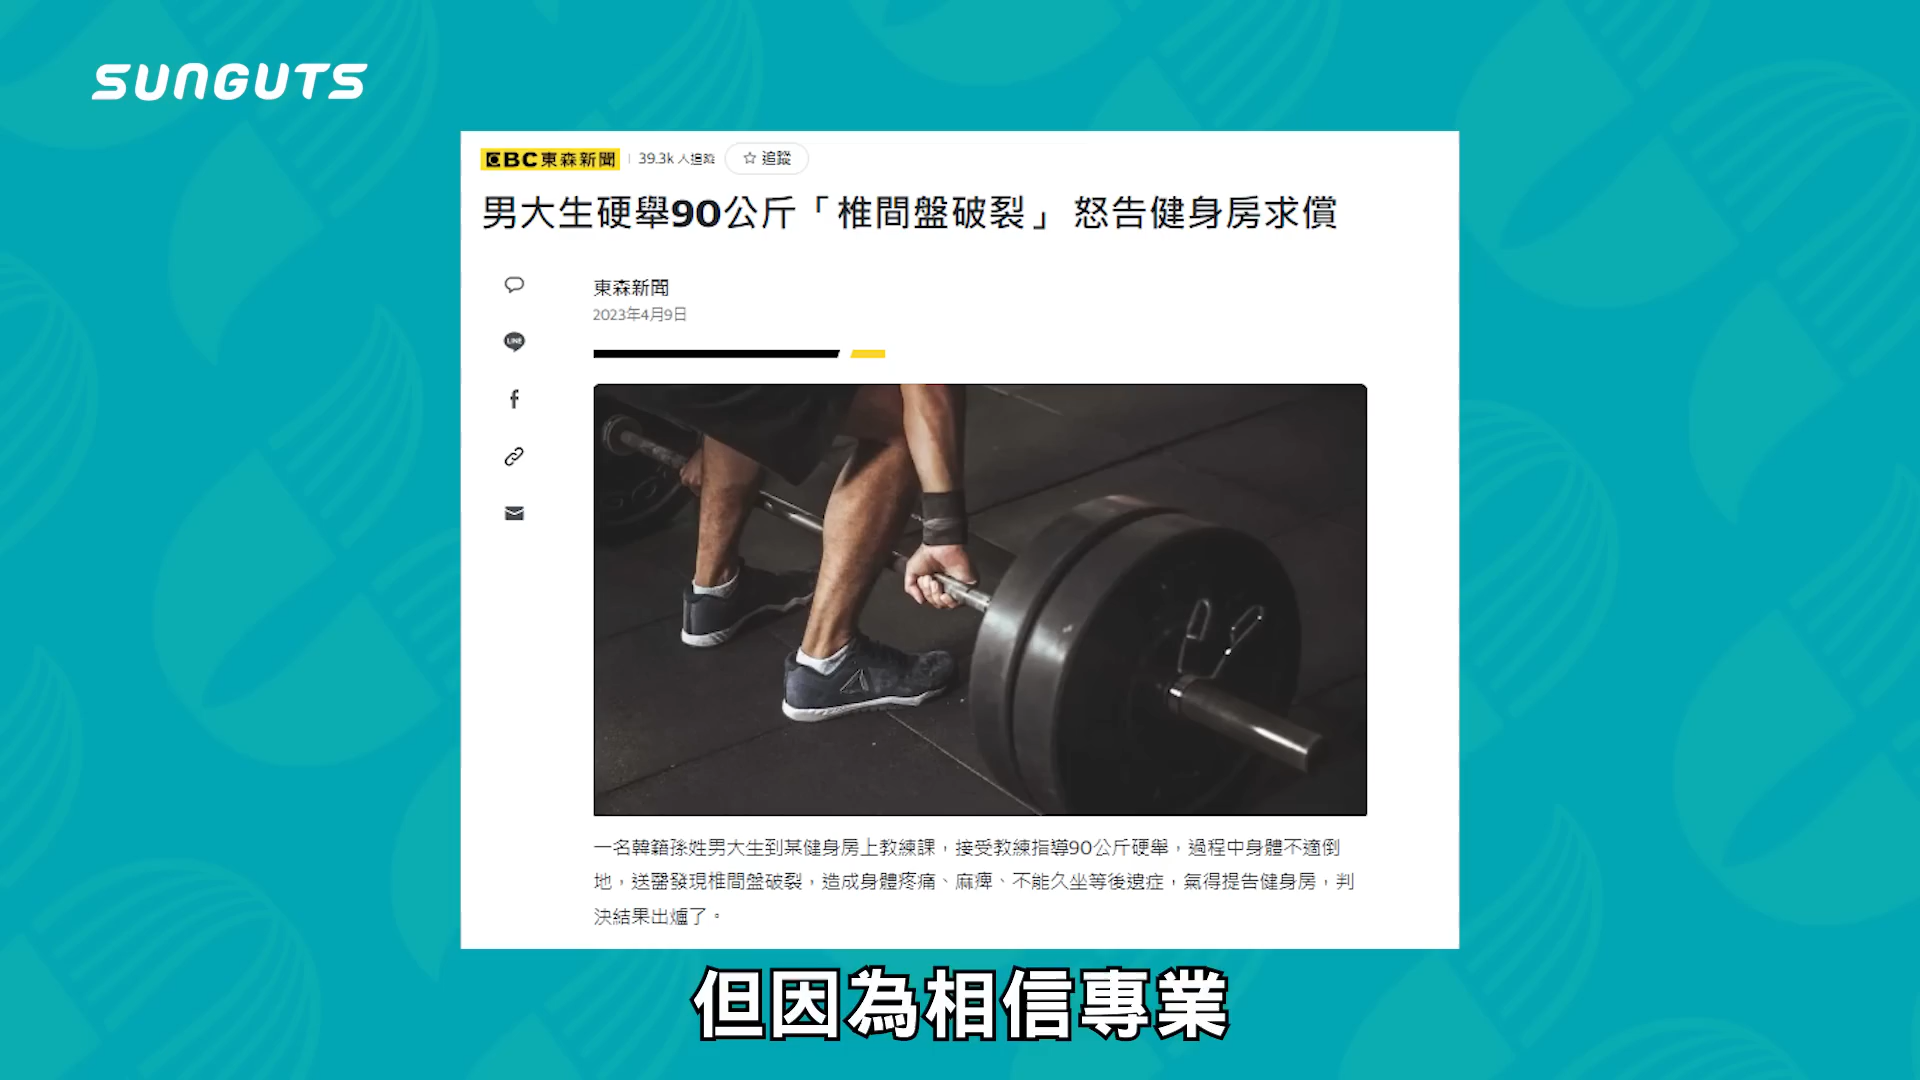 SUNGUTS
EBC東森新聞 39.3k 人追蹤 ☆ 追蹤
男大生硬舉90公斤「椎間盤破裂」 怒告健身房求償
東森新聞
2023年4月9日
LINE
一名韓籍孫姓男大生到某健身房上教練課，接受教練指導90公斤硬舉，過程中身體不適倒
地，送醫發現椎間盤破裂，造成身體疼痛、麻痺、不能久坐等後遺症，氣得提告健身房，判
決結果出爐了。
但因為相信專業